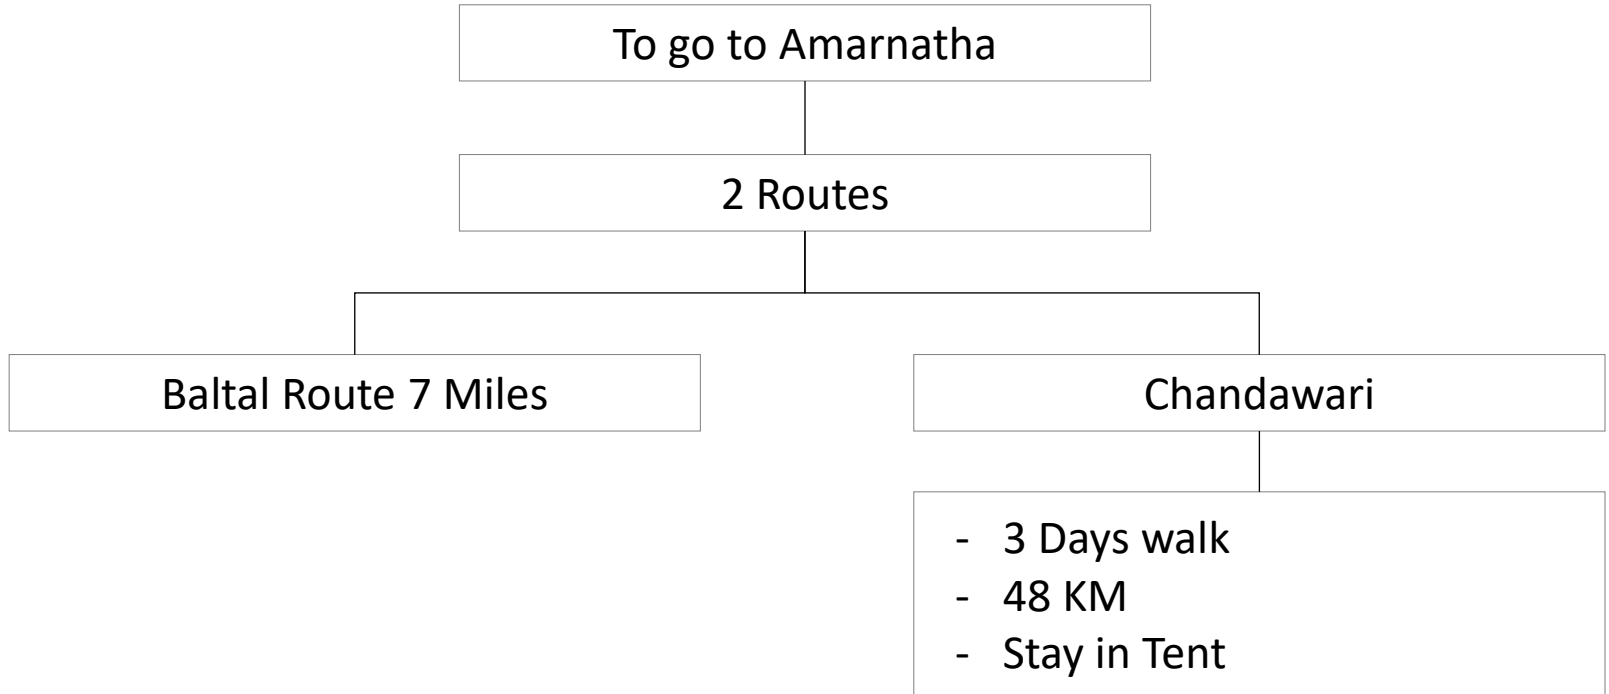 To go to Amarnatha
2 Routes
Baltal Route 7 Miles
Chandawari
- 3 Days walk
- 48 KM
- Stay in Tent